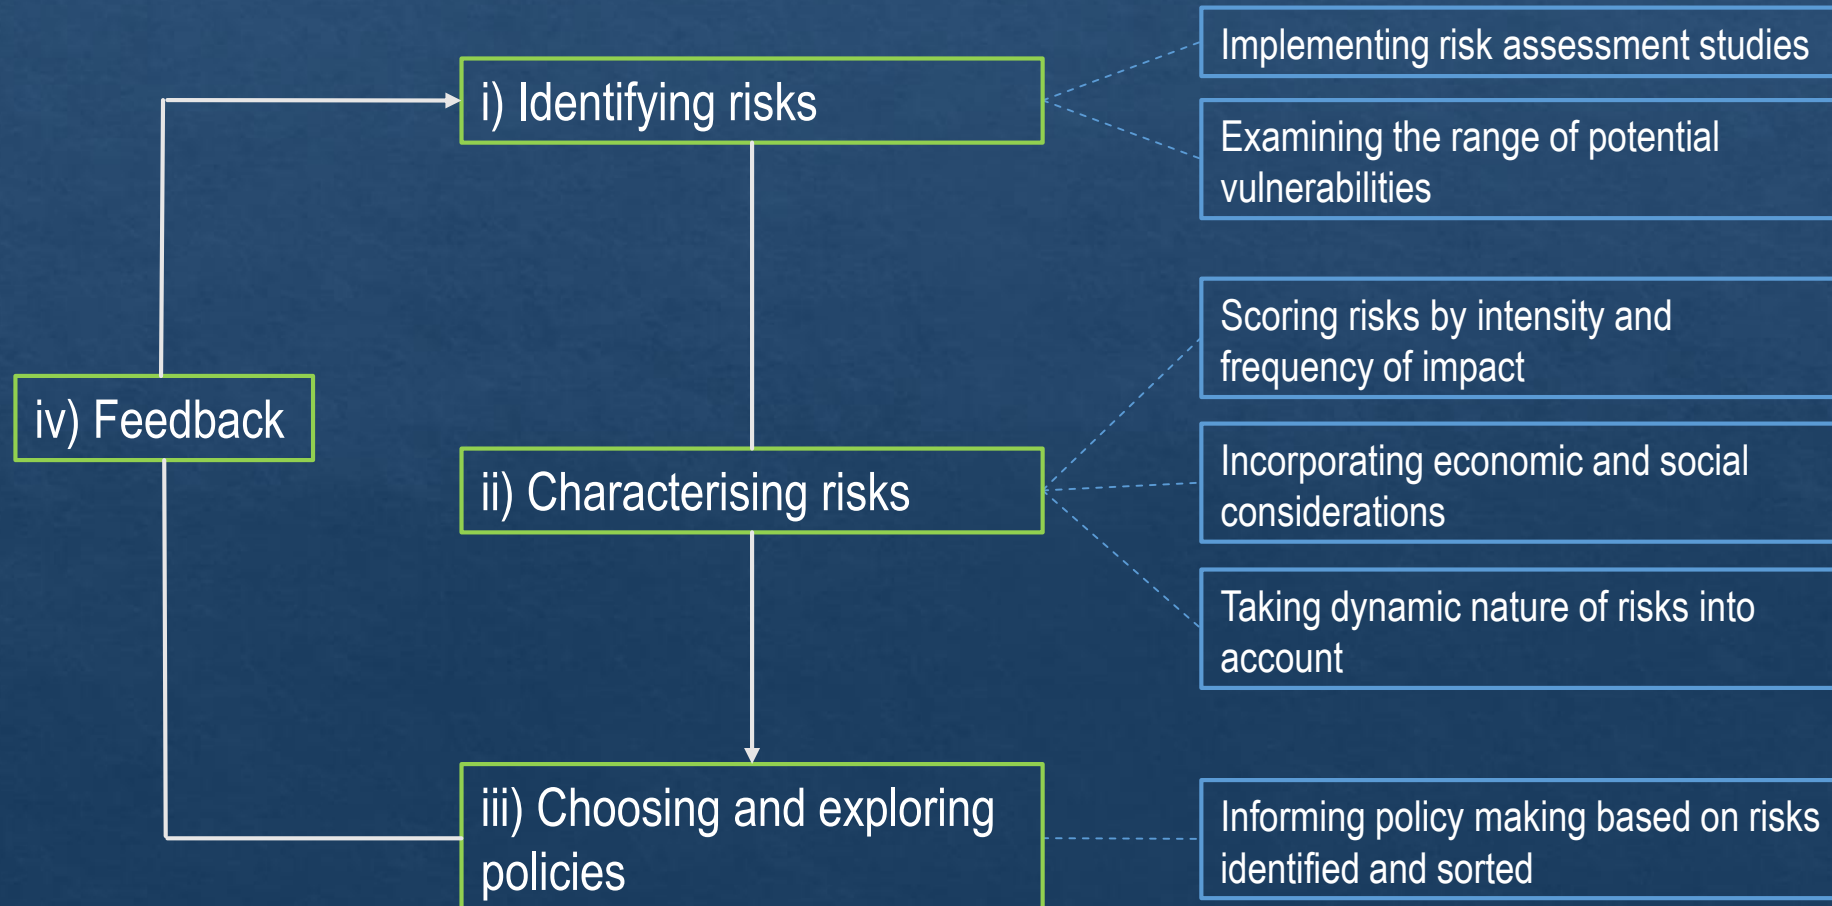 i) Identifying risks
Implementing risk assessment studies
Examining the range of potential
vulnerabilities
iv) Feedback
ii) Characterising risks
Scoring risks by intensity and
frequency of impact
Incorporating economic and social
considerations
Taking dynamic nature of risks into
account
iii) Choosing and exploring
policies
Informing policy making based on risks
identified and sorted